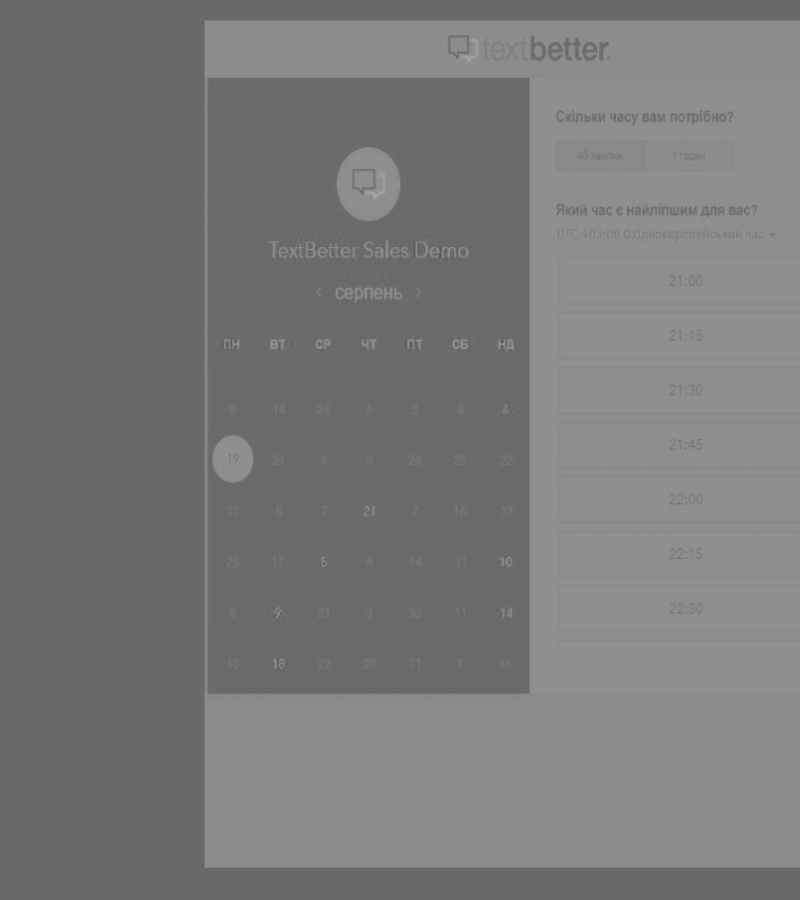 textbetter.
TextBetter Sales Demo
‹ серпень ›
ПН ВТ СР ЧТ ПТ СБ НД
8 14 24 6 3 4 4
19 21 4 8 26 25 22
11 5 7 21 7 16 13
25 17 5 4 14 31 10
8 9 21 3 30 11 14
10 18 22 28 11 1 16
Скільки часу вам потрібно?
40 хвилин 1 годин
Який час є найліпшим для вас?
UTC +03:00 Східноєвропейський час
21:00
21:15
21:30
21:45
22:00
22:15
22:30